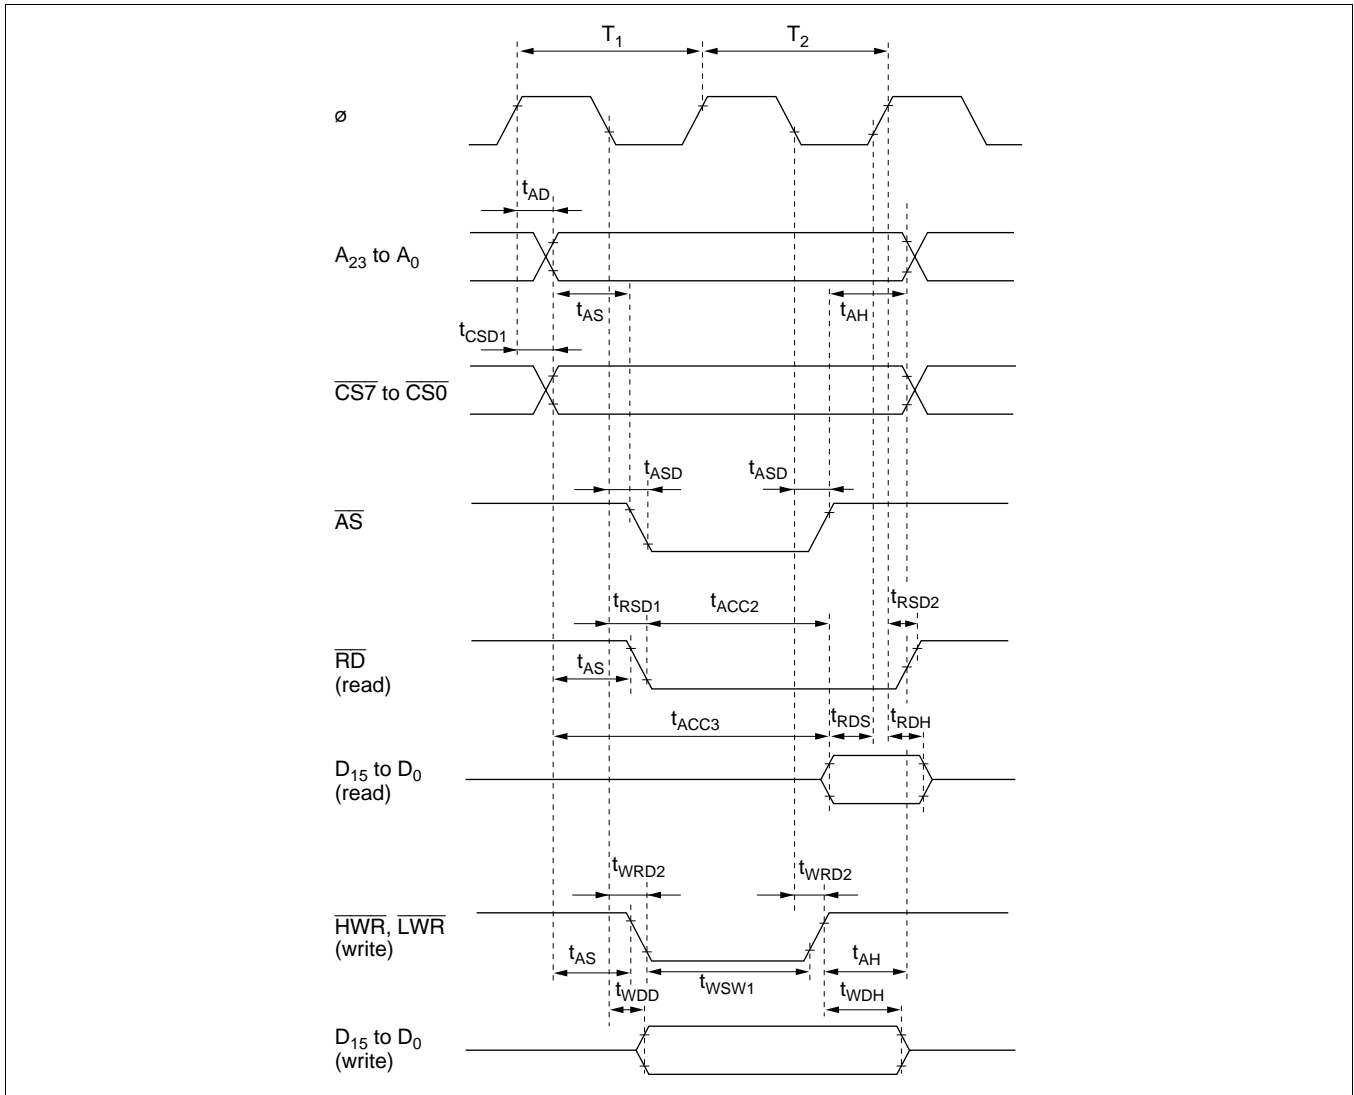 T1 T2
ø
tAD
A23 to A0
tAS tAH
tCSD1
CS7 to CS0
tASD tASD
AS
tRSD1 tACC2 tRSD2
RD
(read)
tAS
tACC3 tRDS tRDH
D15 to D0
(read)
tWRD2 tWRD2
HWR, LWR
(write)
tAS tWSW1 tAH
tWDD tWDH
D15 to D0
(write)